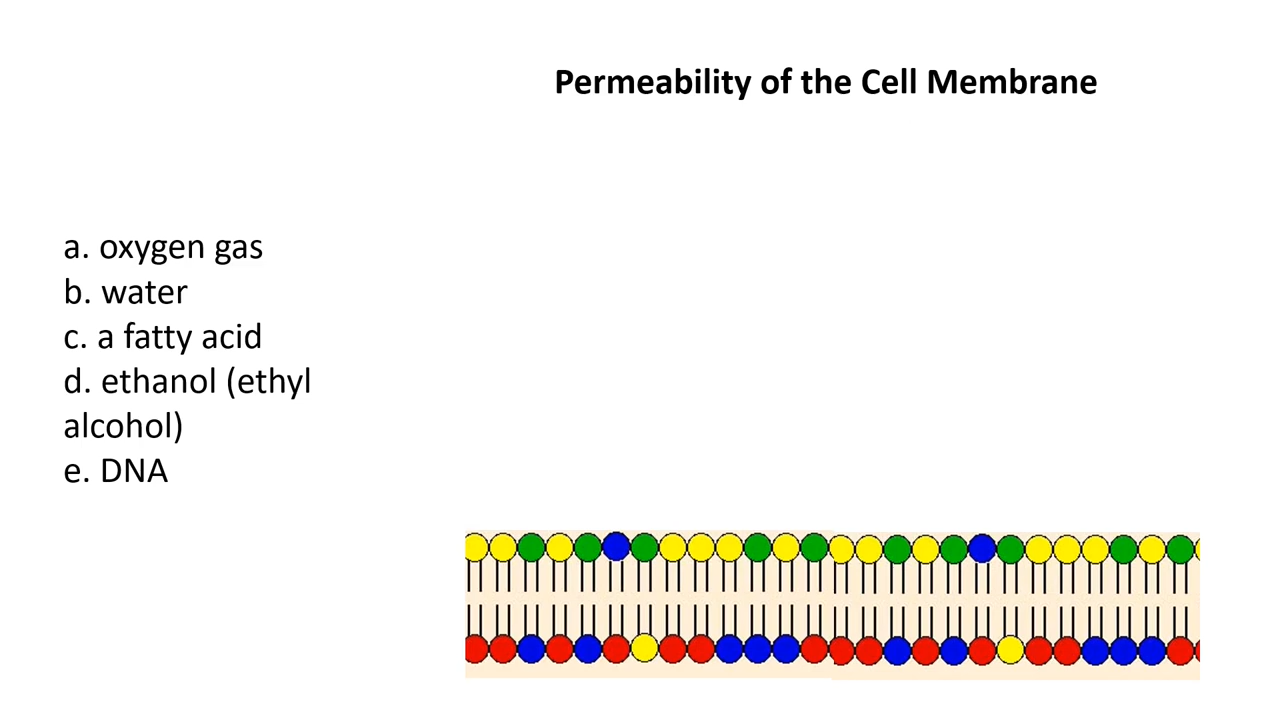 Permeability of the Cell Membrane
a. oxygen gas
b. water
c. a fatty acid
d. ethanol (ethyl
alcohol)
e. DNA